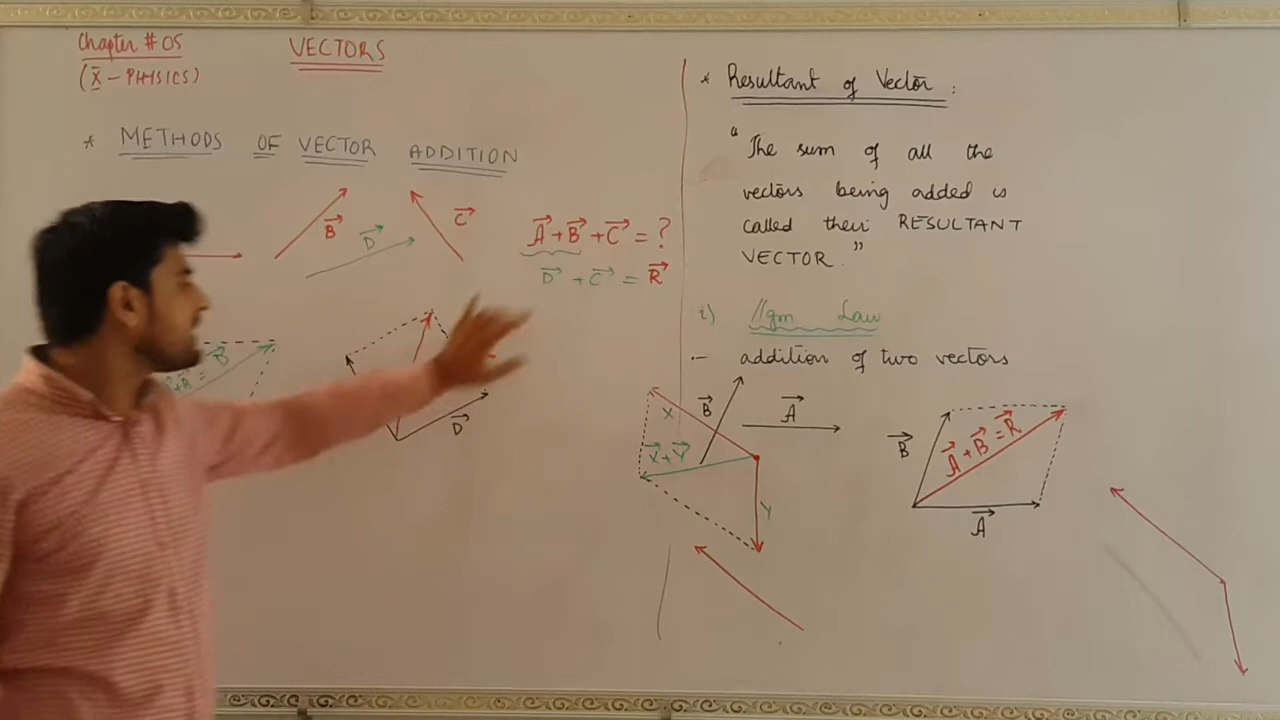 Chapter # 05
(X - PHYSICS)
VECTORS
* METHODS OF VECTOR ADDITION
B
D
C
A + B + C = ?
D + C = R
+B = B
D
* Resultant of Vector :
"The sum of all the
vectors being added is
called their RESULTANT
VECTOR."
i) //gm Law
:- addition of two vectors
X
B
A
X+Y
Y
B
A+B=R
A